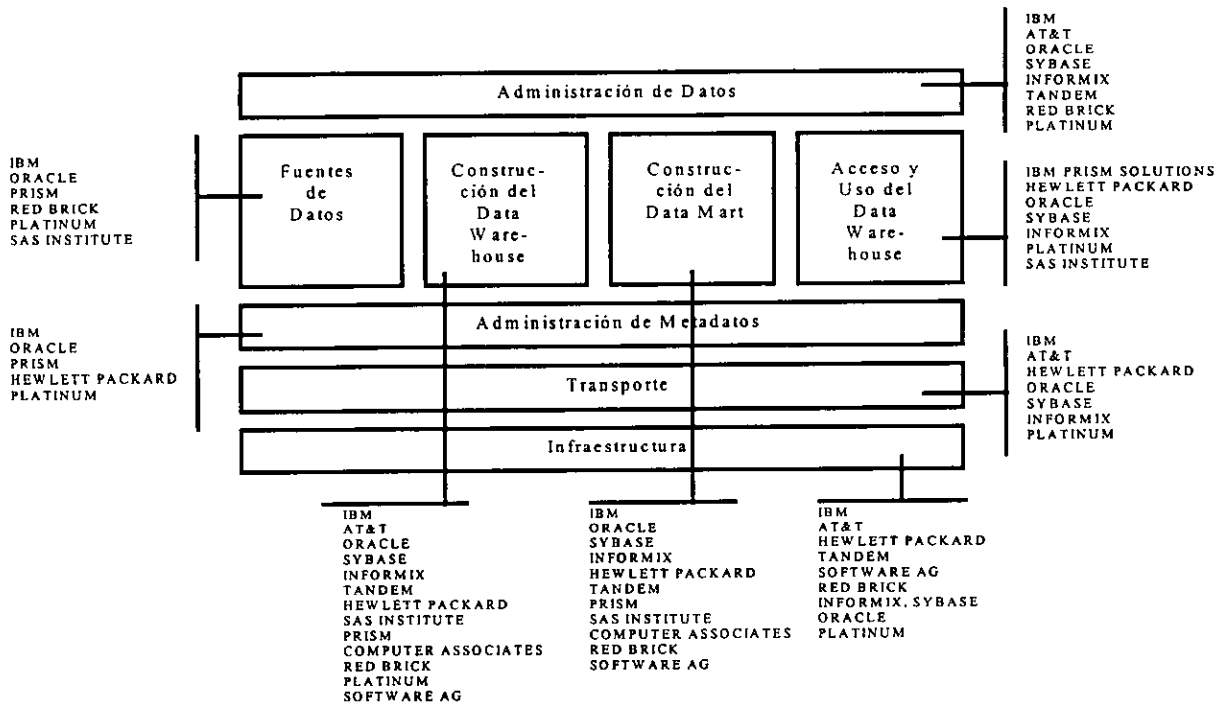 IBM
AT&T
ORACLE
SYBASE
INFORMIX
TANDEM
RED BRICK
PLATINUM
Administración de Datos
IBM
ORACLE
PRISM
RED BRICK
PLATINUM
SAS INSTITUTE
Fuentes
de
Datos
Construc-
ción del
Data
Ware-
house
Construc-
ción del
Data Mart
Acceso y
Uso del
Data
Ware-
house
IBM PRISM SOLUTIONS
HEWLETT PACKARD
ORACLE
SYBASE
INFORMIX
PLATINUM
SAS INSTITUTE
Administración de Metadatos
IBM
ORACLE
PRISM
HEWLETT PACKARD
PLATINUM
Transporte
IBM
AT&T
HEWLETT PACKARD
ORACLE
SYBASE
INFORMIX
PLATINUM
Infraestructura
IBM
AT&T
ORACLE
SYBASE
INFORMIX
TANDEM
HEWLETT PACKARD
SAS INSTITUTE
PRISM
COMPUTER ASSOCIATES
RED BRICK
PLATINUM
SOFTWARE AG
IBM
ORACLE
SYBASE
INFORMIX
HEWLETT PACKARD
TANDEM
PRISM
SAS INSTITUTE
COMPUTER ASSOCIATES
RED BRICK
SOFTWARE AG
IBM
AT&T
HEWLETT PACKARD
TANDEM
SOFTWARE AG
RED BRICK
INFORMIX, SYBASE
ORACLE
PLATINUM